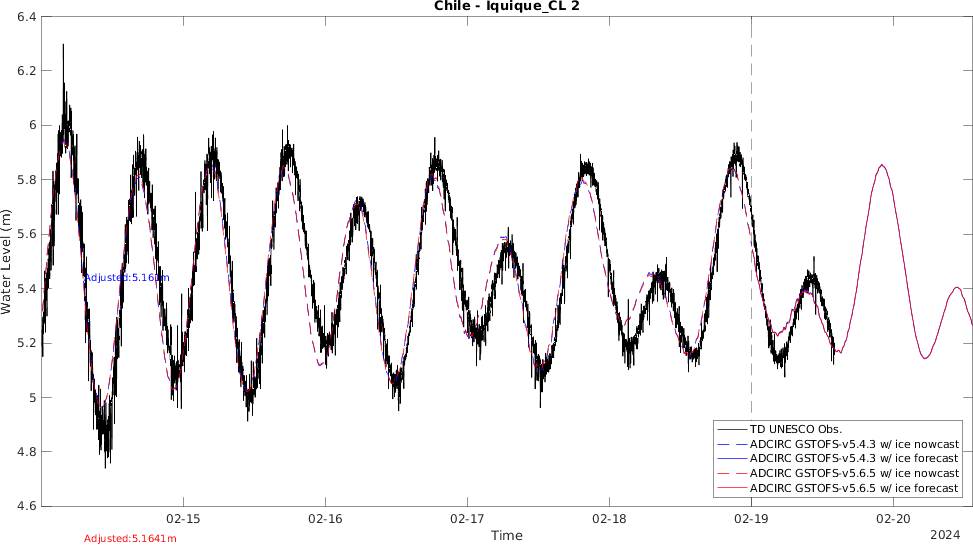 Chile - Iquique_CL 2
6.4
6.2
6
5.8
5.6
5.4
5.2
5
4.8
4.6
Water Level (m)
TD UNESCO Obs.
ADCIRC GSTOFS-v5.4.3 w/ ice nowcast
ADCIRC GSTOFS-v5.4.3 w/ ice forecast
ADCIRC GSTOFS-v5.6.5 w/ ice nowcast
ADCIRC GSTOFS-v5.6.5 w/ ice forecast
02-15 02-16 02-17 02-18 02-19 02-20
Time
2024
Adjusted:5.1641m